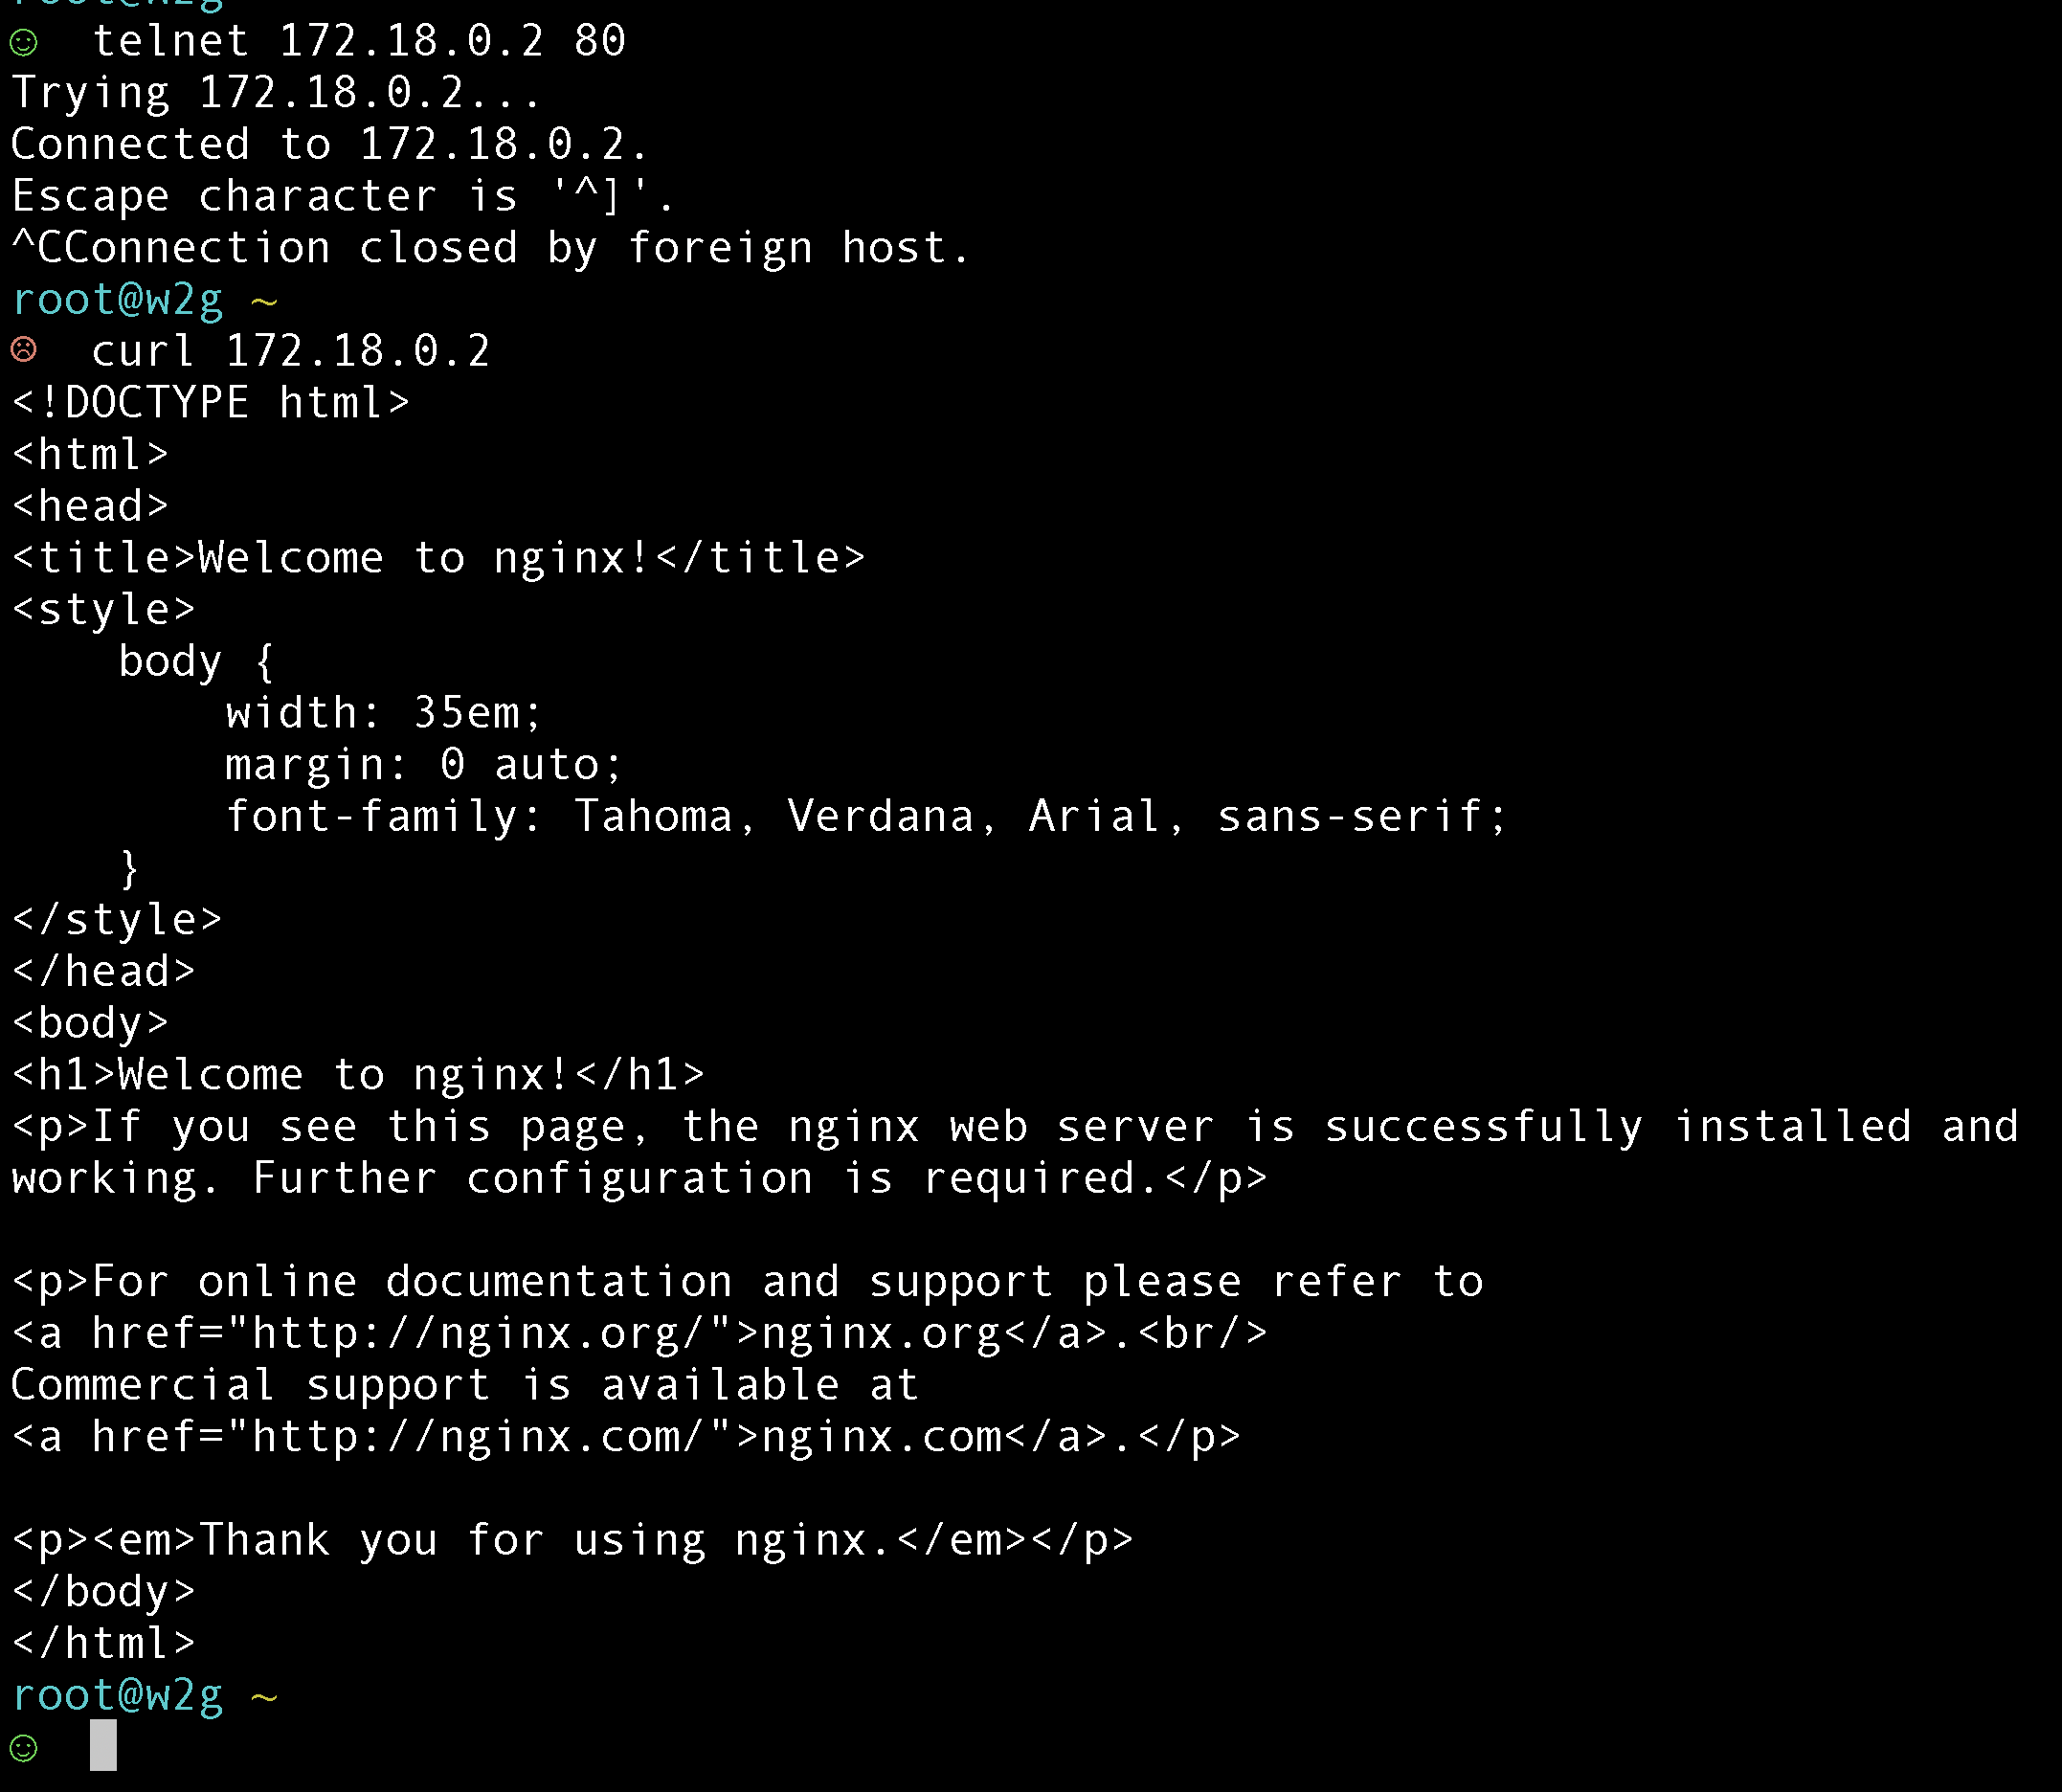 root@w2g
☺  telnet 172.18.0.2 80
Trying 172.18.0.2...
Connected to 172.18.0.2.
Escape character is '^]'.
^CConnection closed by foreign host.
root@w2g ~
☹  curl 172.18.0.2
<!DOCTYPE html>
<html>
<head>
<title>Welcome to nginx!</title>
<style>
    body {
        width: 35em;
        margin: 0 auto;
        font-family: Tahoma, Verdana, Arial, sans-serif;
    }
</style>
</head>
<body>
<h1>Welcome to nginx!</h1>
<p>If you see this page, the nginx web server is successfully installed and
working. Further configuration is required.</p>

<p>For online documentation and support please refer to
<a href="http://nginx.org/">nginx.org</a>.<br/>
Commercial support is available at
<a href="http://nginx.com/">nginx.com</a>.</p>

<p><em>Thank you for using nginx.</em></p>
</body>
</html>
root@w2g ~
☺